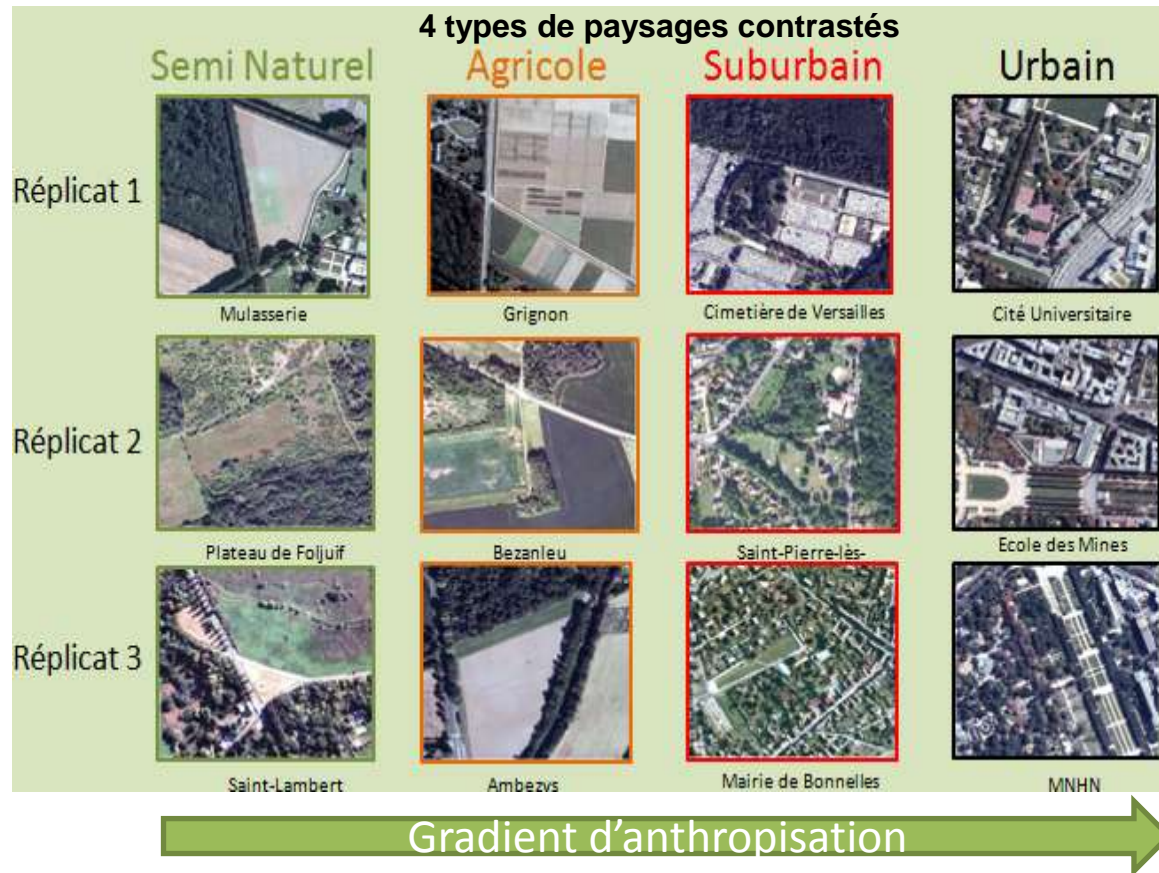 4 types de paysages contrastés
Semi Naturel Agricole Suburbain Urbain
Réplicat 1
Mulasserie Grignon Cimetière de Versailles Cité Universitaire
Réplicat 2
Plateau de Foljuif Bezanleu Saint-Pierre-lès- Ecole des Mines
Réplicat 3
Saint-Lambert Ambezys Mairie de Bonnelles MNHN
Gradient d'anthropisation